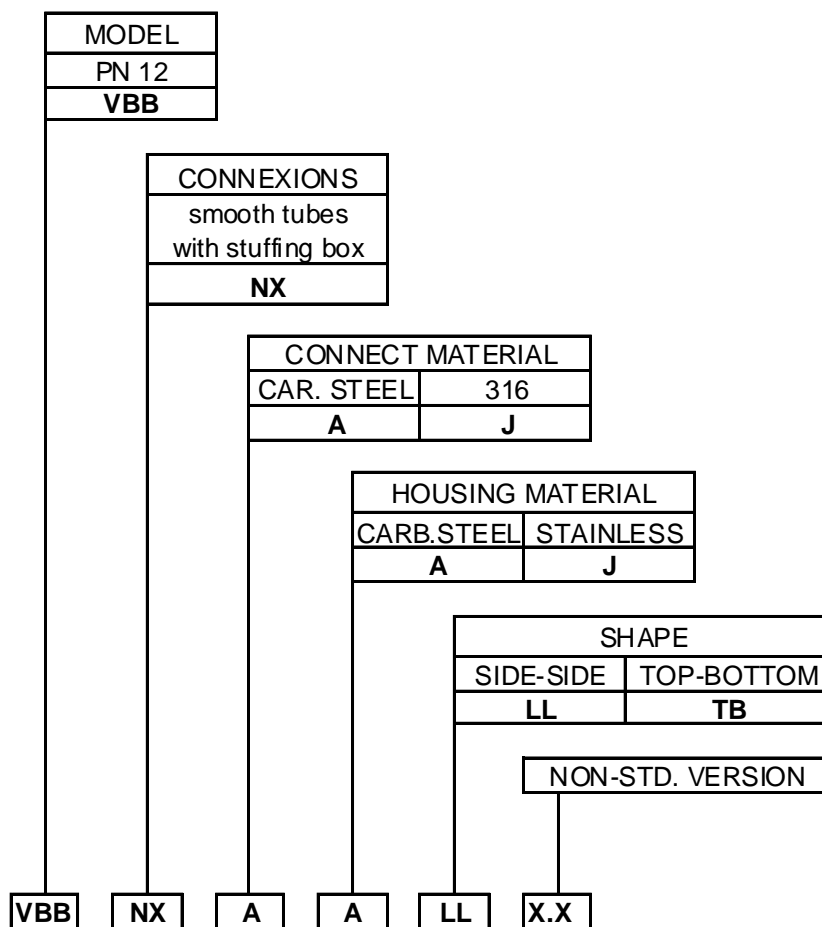 MODEL
PN 12
VBB
CONNEXIONS
smooth tubes
with stuffing box
NX
CONNECT MATERIAL
CAR. STEEL 316
A J
HOUSING MATERIAL
CARB.STEEL STAINLESS
A J
SHAPE
SIDE-SIDE TOP-BOTTOM
LL TB
NON-STD. VERSION
VBB NX A A LL X.X